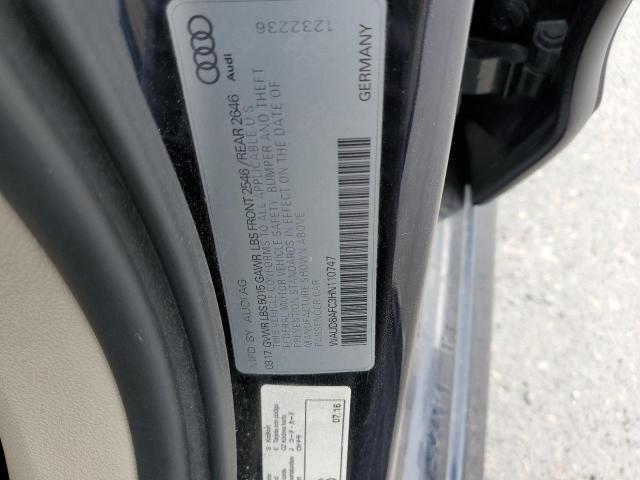 Audi
1232236
MFD BY AUDI AG
0317 GVWR LBS 5015 GAWR LBS FRONT 2546/REAR 2646
THIS VEHICLE CONFORMS TO ALL APPLICABLE U S
FEDERAL MOTOR VEHICLE SAFETY, BUMPER AND THEFT
PREVENTION STANDARDS IN EFFECT ON THE DATE OF
MANUFACTURE SHOWN ABOVE
PASSENGER CAR
WAUD8AFC3HN110747
GERMANY
07.16